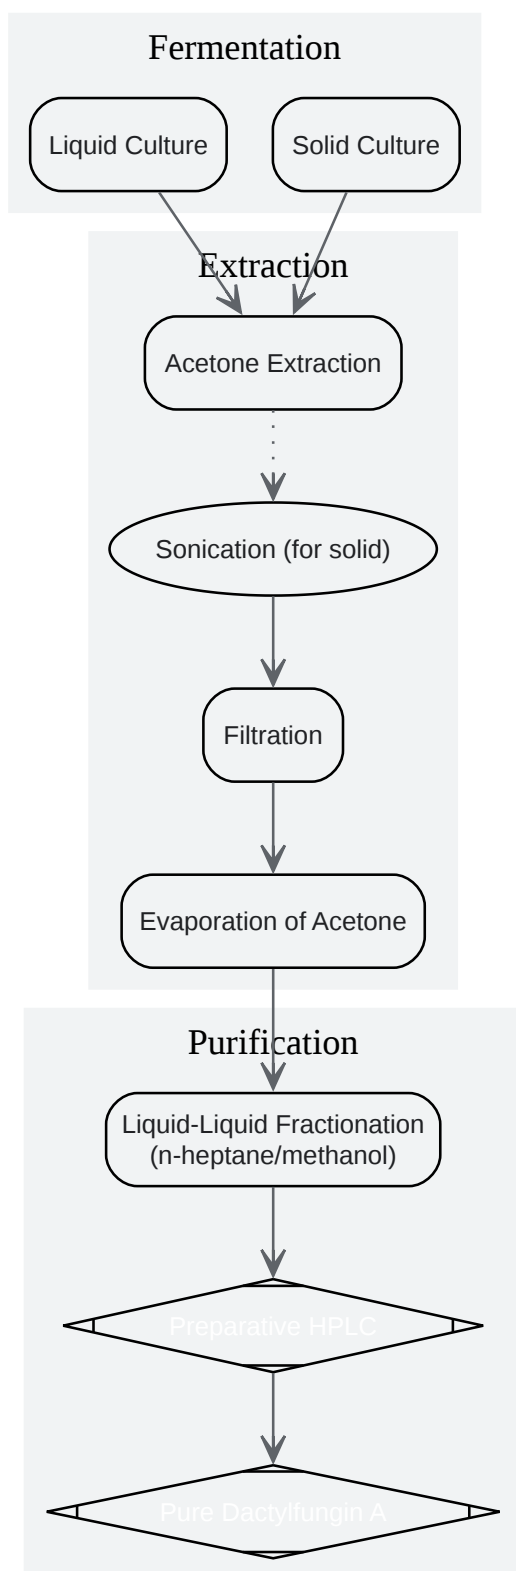 Fermentation
Liquid Culture
Solid Culture
Extraction
Acetone Extraction
Sonication (for solid)
Filtration
Evaporation of Acetone
Purification
Liquid-Liquid Fractionation
(n-heptane/methanol)
Preparative HPLC
Pure Dactylfungin A